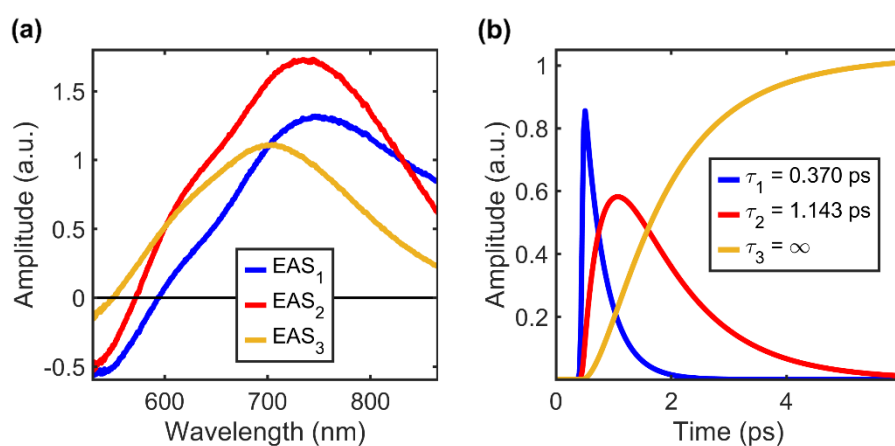 (a)
Amplitude (a.u.)
1.5
1
0.5
0
-0.5
600
700
800
Wavelength (nm)
EAS₁
EAS₂
EAS₃
(b)
Amplitude (a.u.)
1
0.8
0.6
0.4
0.2
0
2
4
Time (ps)
τ₁ = 0.370 ps
τ₂ = 1.143 ps
τ₃ = ∞